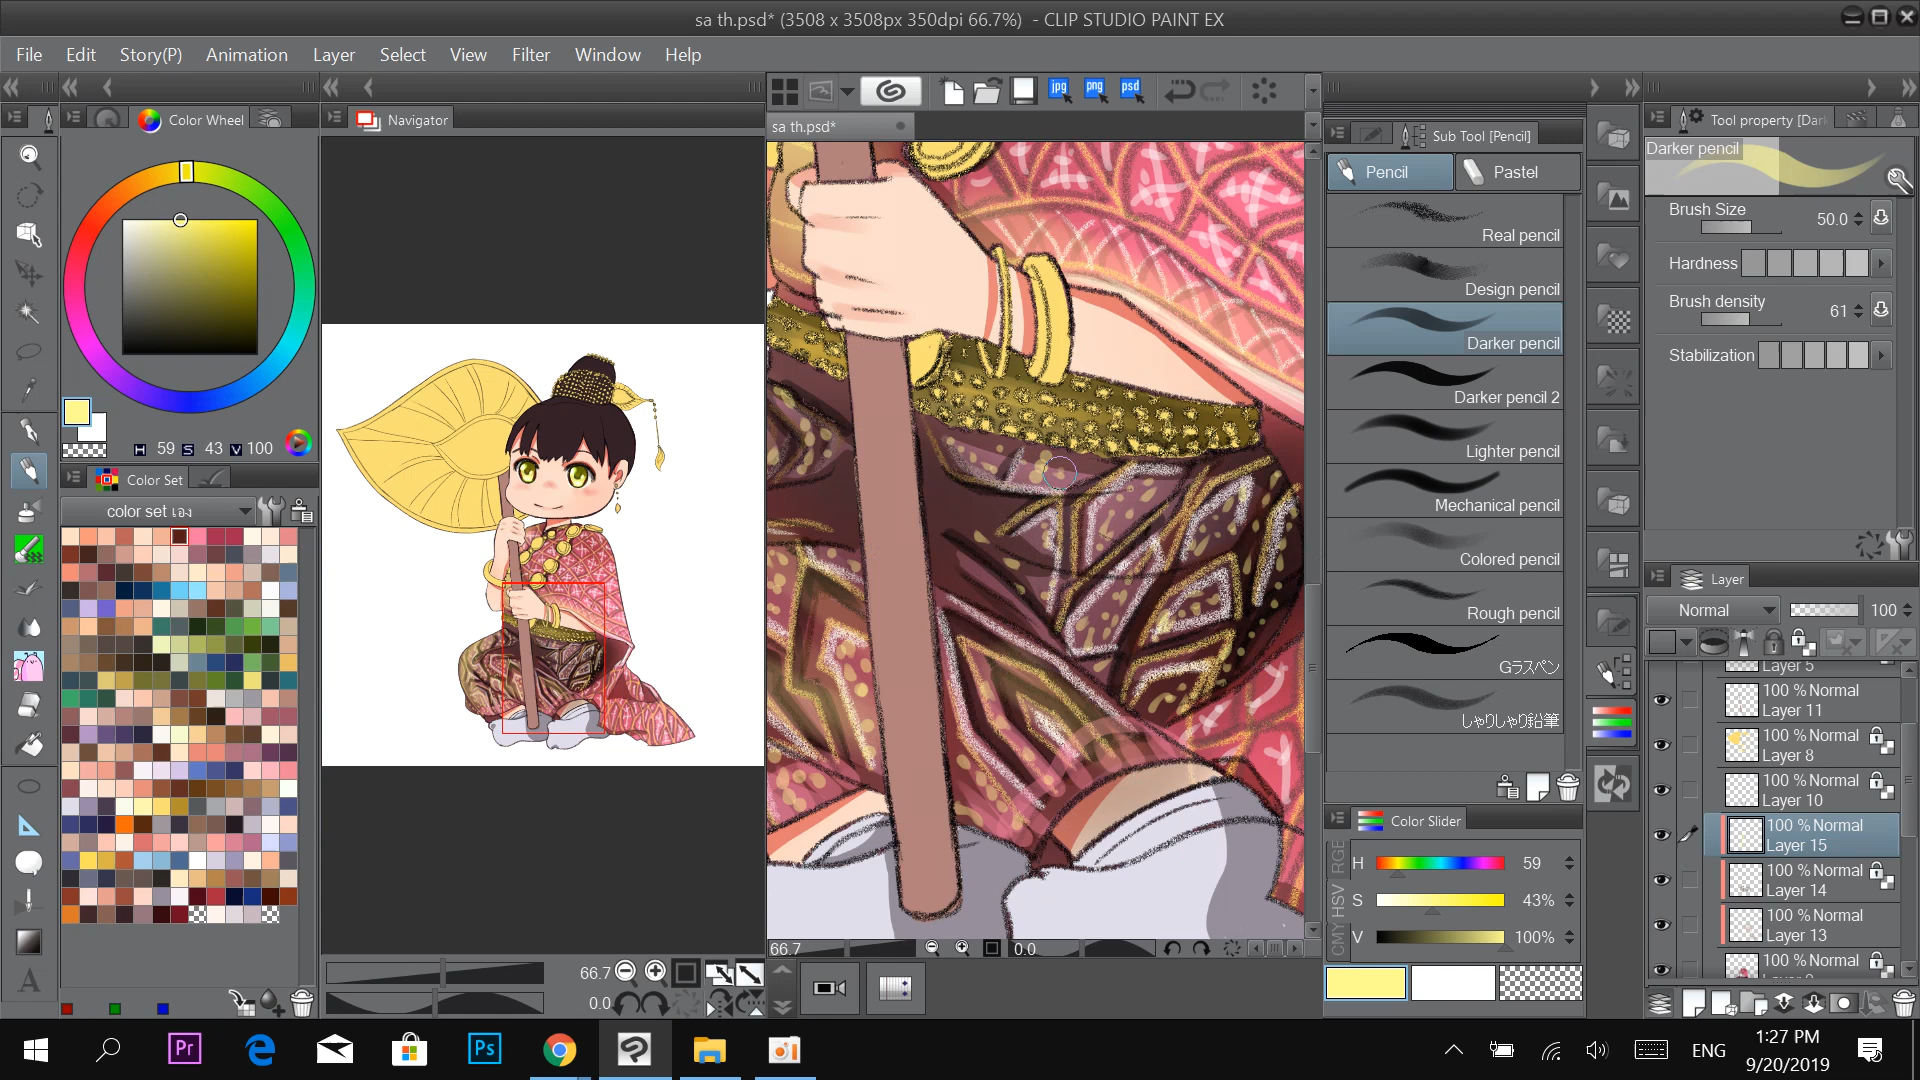 sa th.psd* (3508 x 3508px 350dpi 66.7%)  - CLIP STUDIO PAINT EX
File Edit Story(P) Animation Layer Select View Filter Window Help
Color Wheel
Navigator
jpg png psd
sa th.psd*
Sub Tool [Pencil]
Tool property [Dar
Pencil
Pastel
Darker pencil
Brush Size 50.0
Hardness
Brush density 61
Stabilization
Real pencil
Design pencil
Darker pencil
Darker pencil 2
Lighter pencil
Mechanical pencil
Colored pencil
Rough pencil
Gラスペン
しゃりしゃり鉛筆
H 59 S 43 V 100
Color Set
color set เอง
Layer
Normal 100
Layer 5
100 % Normal
Layer 11
100 % Normal
Layer 8
100 % Normal
Layer 10
100 % Normal
Layer 15
100 % Normal
Layer 14
100 % Normal
Layer 13
100 % Normal
Color Slider
RGB
HSV
CMY
H 59
S 43%
V 100%
66.7
0.0
66.7
0.0
A
Pr
Ps
ENG
1:27 PM
9/20/2019